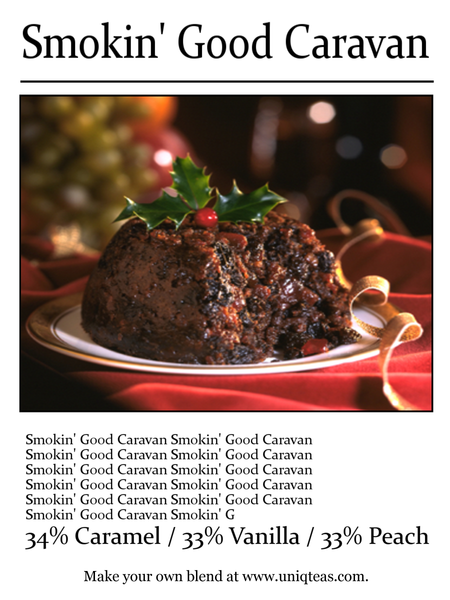 Smokin' Good Caravan
Smokin' Good Caravan Smokin' Good Caravan
Smokin' Good Caravan Smokin' Good Caravan
Smokin' Good Caravan Smokin' Good Caravan
Smokin' Good Caravan Smokin' Good Caravan
Smokin' Good Caravan Smokin' Good Caravan
Smokin' Good Caravan Smokin' G
34% Caramel / 33% Vanilla / 33% Peach
Make your own blend at www.uniqteas.com.